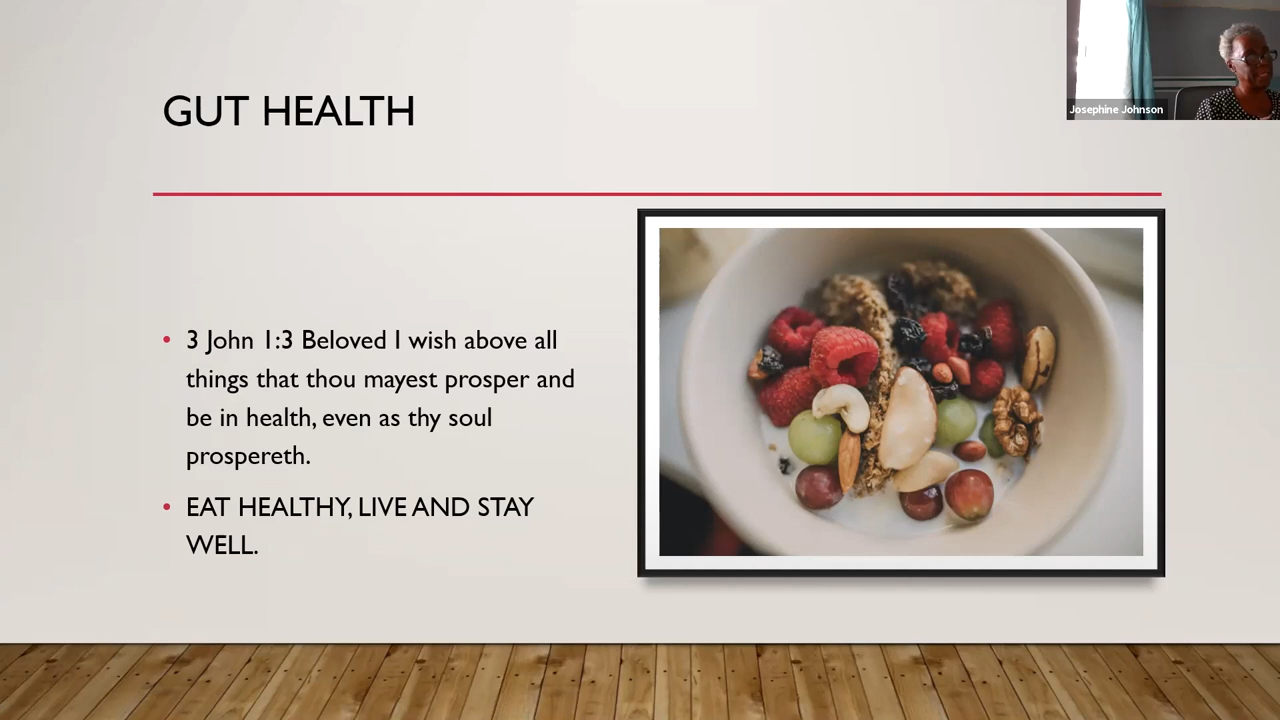 Josephine Johnson
GUT HEALTH
• 3 John 1:3 Beloved I wish above all
things that thou mayest prosper and
be in health, even as thy soul
prospereth.
• EAT HEALTHY, LIVE AND STAY
WELL.